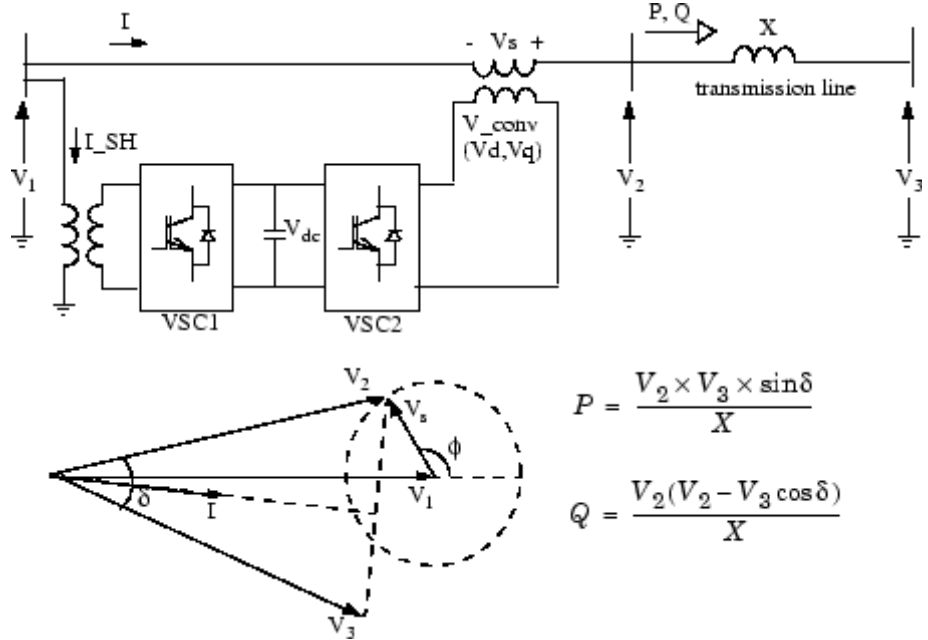 I
- Vs +
P, Q
X
transmission line
I_SH
V_conv
(Vd,Vq)
V1
V2
V3
Vdc
VSC1
VSC2
V2
Vs
ϕ
V1
δ
I
V3
P = V2 × V3 × sinδ / X
Q = V2(V2 – V3 cosδ) / X